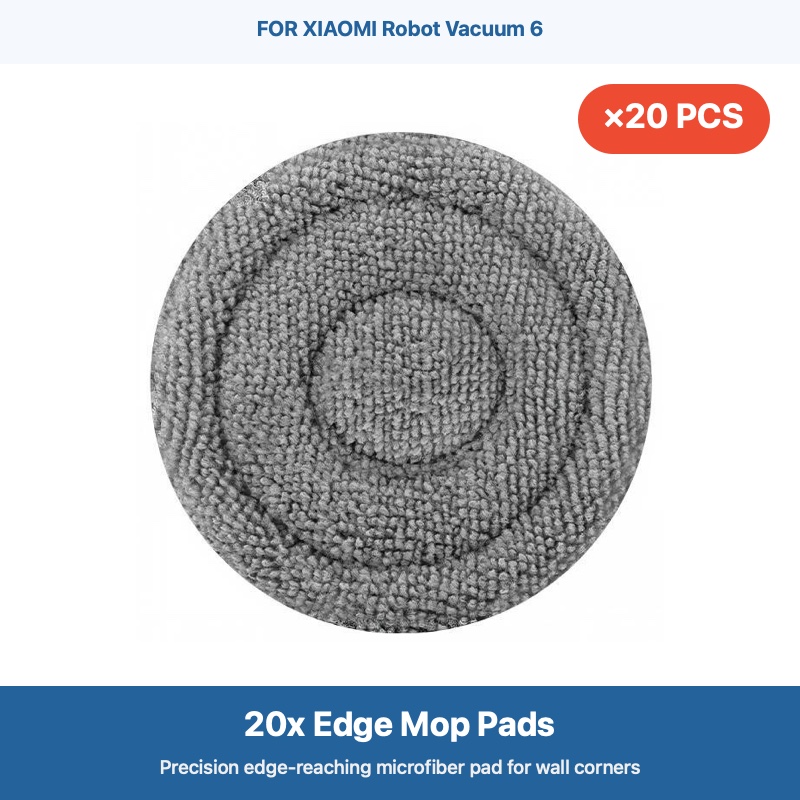 FOR XIAOMI Robot Vacuum 6
×20 PCS
20x Edge Mop Pads
Precision edge-reaching microfiber pad for wall corners